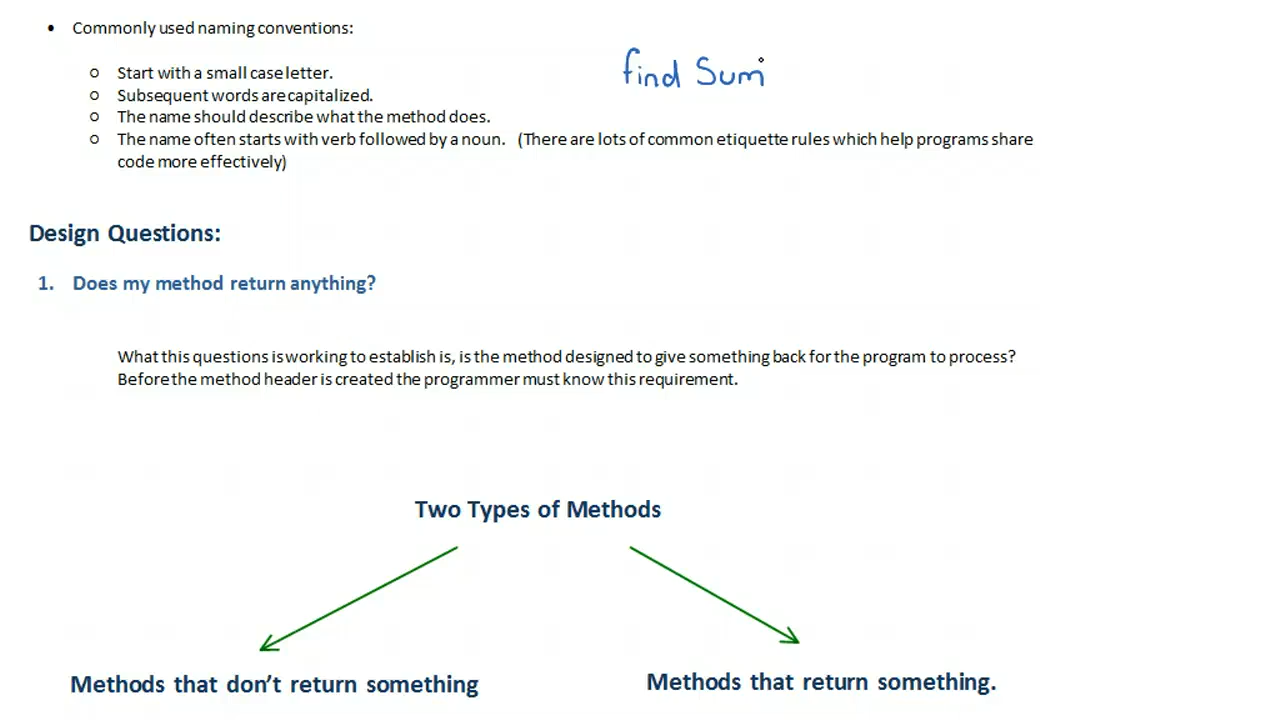 • Commonly used naming conventions:
find Sum
o Start with a small case letter.
o Subsequent words are capitalized.
o The name should describe what the method does.
o The name often starts with verb followed by a noun. (There are lots of common etiquette rules which help programs share
code more effectively)
Design Questions:
1. Does my method return anything?
What this questions is working to establish is, is the method designed to give something back for the program to process?
Before the method header is created the programmer must know this requirement.
Two Types of Methods
Methods that don't return something
Methods that return something.